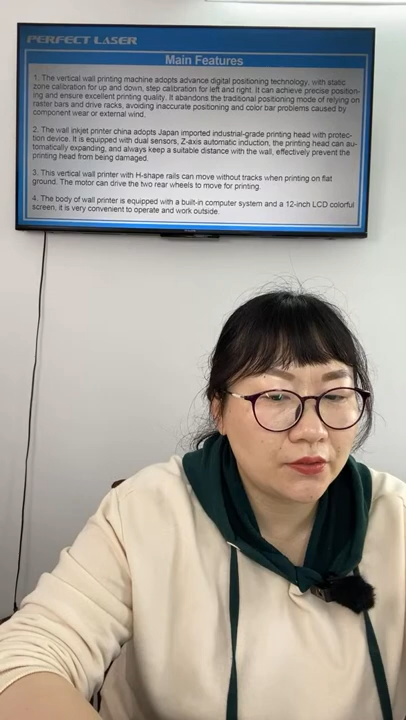 PERFECT LASER
Main Features
1. The vertical wall printing machine adopts advance digital positioning technology, with static
zone calibration for up and down, step calibration for left and right. It can achieve precise position-
ing and ensure excellent printing quality. It abandons the traditional positioning mode of relying on
raster bars and drive racks, avoiding inaccurate positioning and color bar problems caused by
component wear or external wind.
2. The wall inkjet printer china adopts Japan imported industrial-grade printing head with protec-
tion device. It is equipped with dual sensors, Z-axis automatic induction, the printing head can au-
tomatically expanding, and always keep a suitable distance with the wall, effectively prevent the
printing head from being damaged.
3. This vertical wall printer with H-shape rails can move without tracks when printing on flat
ground. The motor can drive the two rear wheels to move for printing.
4. The body of wall printer is equipped with a built-in computer system and a 12-inch LCD colorful
screen, it is very convenient to operate and work outside.